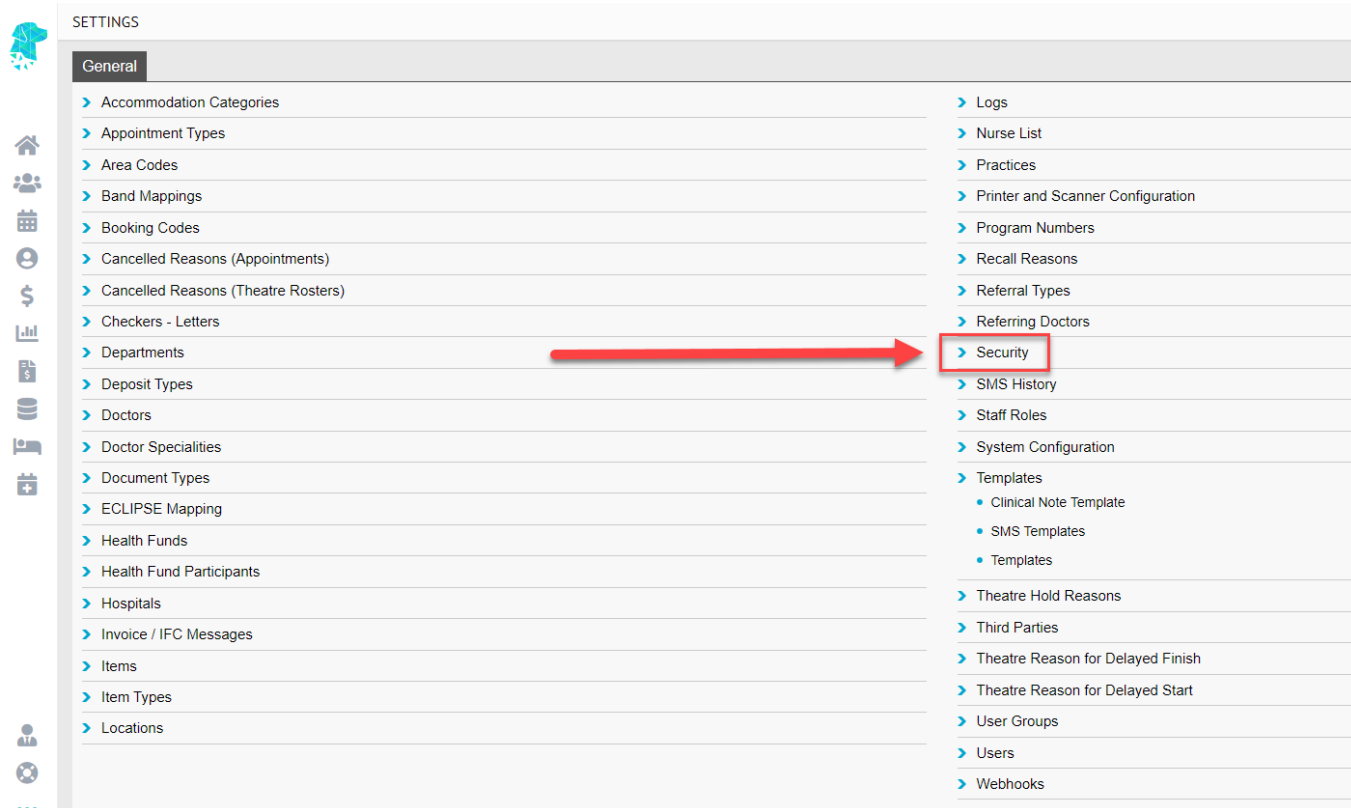 SETTINGS
General
Accommodation Categories
Appointment Types
Area Codes
Band Mappings
Booking Codes
Cancelled Reasons (Appointments)
Cancelled Reasons (Theatre Rosters)
Checkers - Letters
Departments
Deposit Types
Doctors
Doctor Specialities
Document Types
ECLIPSE Mapping
Health Funds
Health Fund Participants
Hospitals
Invoice / IFC Messages
Items
Item Types
Locations
Logs
Nurse List
Practices
Printer and Scanner Configuration
Program Numbers
Recall Reasons
Referral Types
Referring Doctors
Security
SMS History
Staff Roles
System Configuration
Templates
Clinical Note Template
SMS Templates
Templates
Theatre Hold Reasons
Third Parties
Theatre Reason for Delayed Finish
Theatre Reason for Delayed Start
User Groups
Users
Webhooks